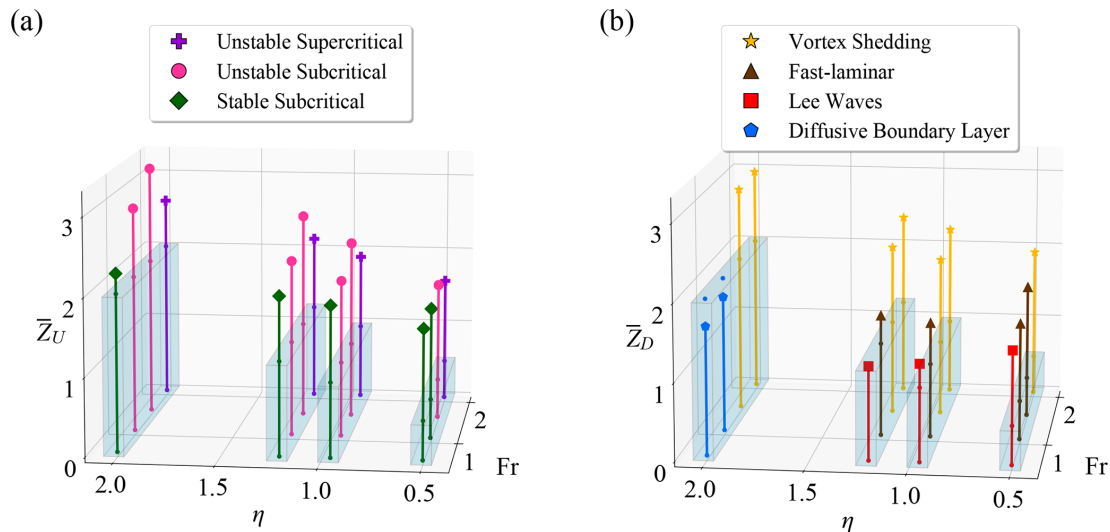 (a)
Unstable Supercritical
Unstable Subcritical
Stable Subcritical
3
2
1
0
Z̅_U
2.0
1.5
1.0
0.5
η
1
2
Fr
(b)
Vortex Shedding
Fast-laminar
Lee Waves
Diffusive Boundary Layer
3
2
1
0
Z̅_D
2.0
1.5
1.0
0.5
η
1
2
Fr